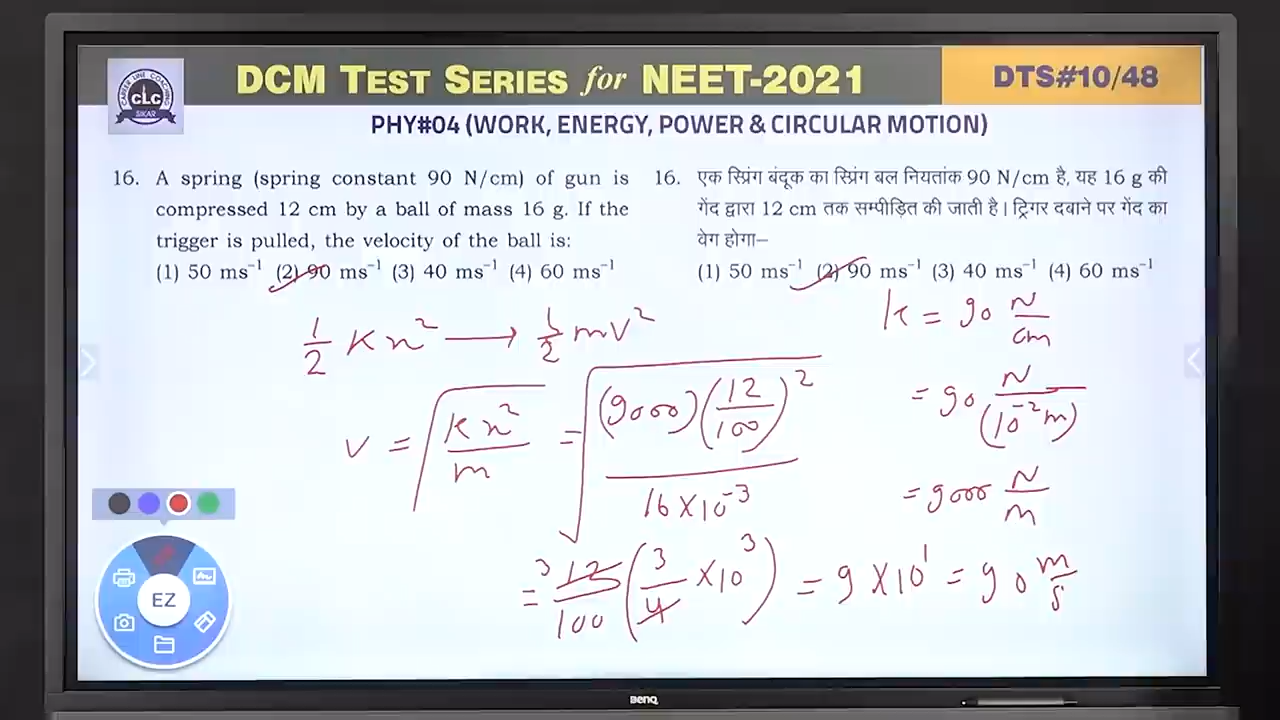 DCM TEST SERIES for NEET-2021
DTS#10/48
CAREER LINE COACHING
CLC
SIKAR
PHY#04 (WORK, ENERGY, POWER & CIRCULAR MOTION)
16. A spring (spring constant 90 N/cm) of gun is
compressed 12 cm by a ball of mass 16 g. If the
trigger is pulled, the velocity of the ball is:
(1) 50 ms⁻¹ (2) 90 ms⁻¹ (3) 40 ms⁻¹ (4) 60 ms⁻¹
16. एक स्प्रिंग बंदूक का स्प्रिंग बल नियतांक 90 N/cm है, यह 16 g की
गेंद द्वारा 12 cm तक सम्पीड़ित की जाती है। ट्रिगर दबाने पर गेंद का
वेग होगा–
(1) 50 ms⁻¹ (2) 90 ms⁻¹ (3) 40 ms⁻¹ (4) 60 ms⁻¹
1/2 Kx² → 1/2 mv²
v = √(Kx²/m) = √((9000)(12/100)²/(16×10⁻³))
= 3 12/100 (3/4 × 10³) = 9 × 10¹ = 90 m/s
k = 90 N/cm
= 90 N/(10⁻² m)
= 9000 N/m
EZ
BenQ